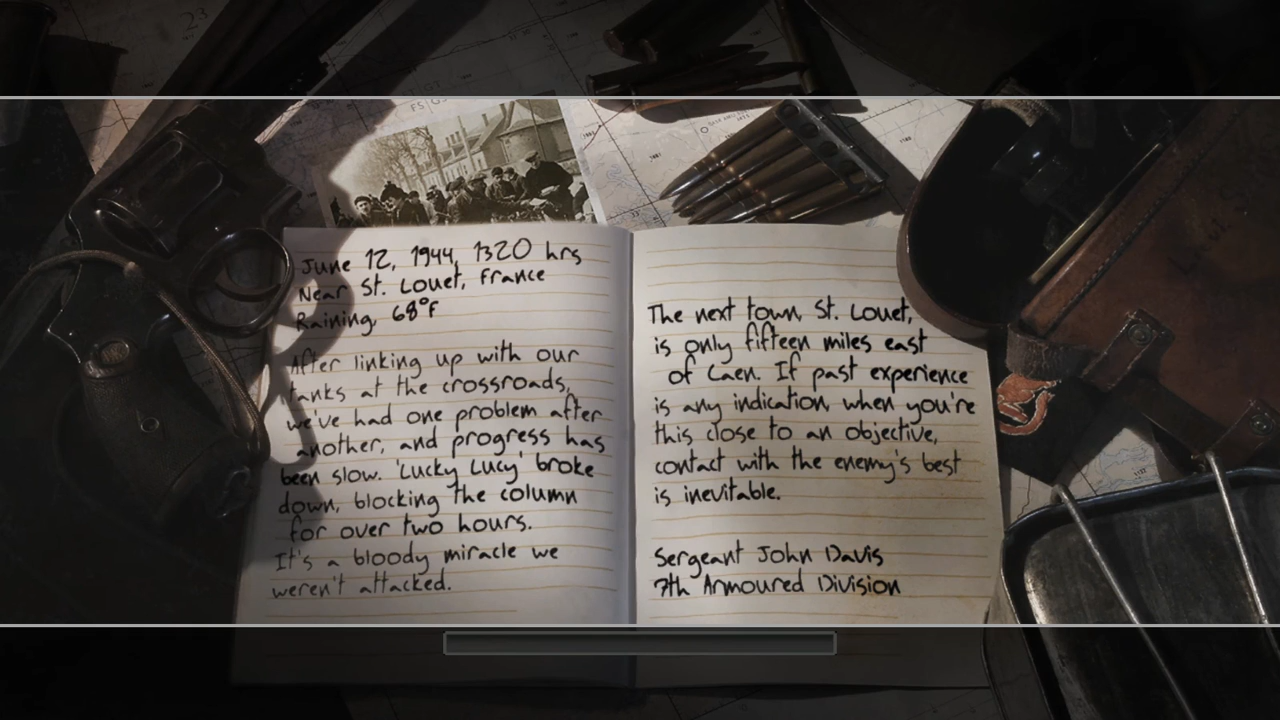 June 12, 1944, 1320 hrs
Near St. Louet, France
Raining, 68°F
After linking up with our
tanks at the crossroads,
we've had one problem after
another, and progress has
been slow. 'Lucky Lucy' broke
down, blocking the column
for over two hours.
It's a bloody miracle we
weren't attacked.
The next town, St. Louet,
is only fifteen miles east
of Caen. If past experience
is any indication, when you're
this close to an objective,
contact with the enemy's best
is inevitable.
Sergeant John Davis
7th Armoured Division